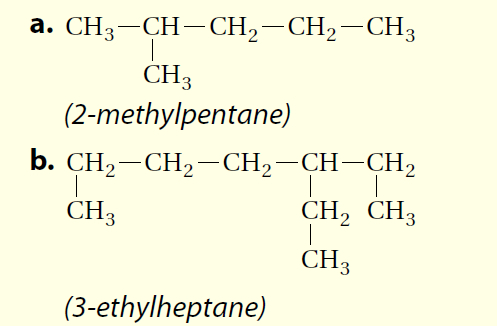 a. CH₃—CH—CH₂—CH₂—CH₃
|
CH₃
(2-methylpentane)
b. CH₂—CH₂—CH₂—CH—CH₂
| | |
CH₃ CH₂ CH₃
|
CH₃
(3-ethylheptane)